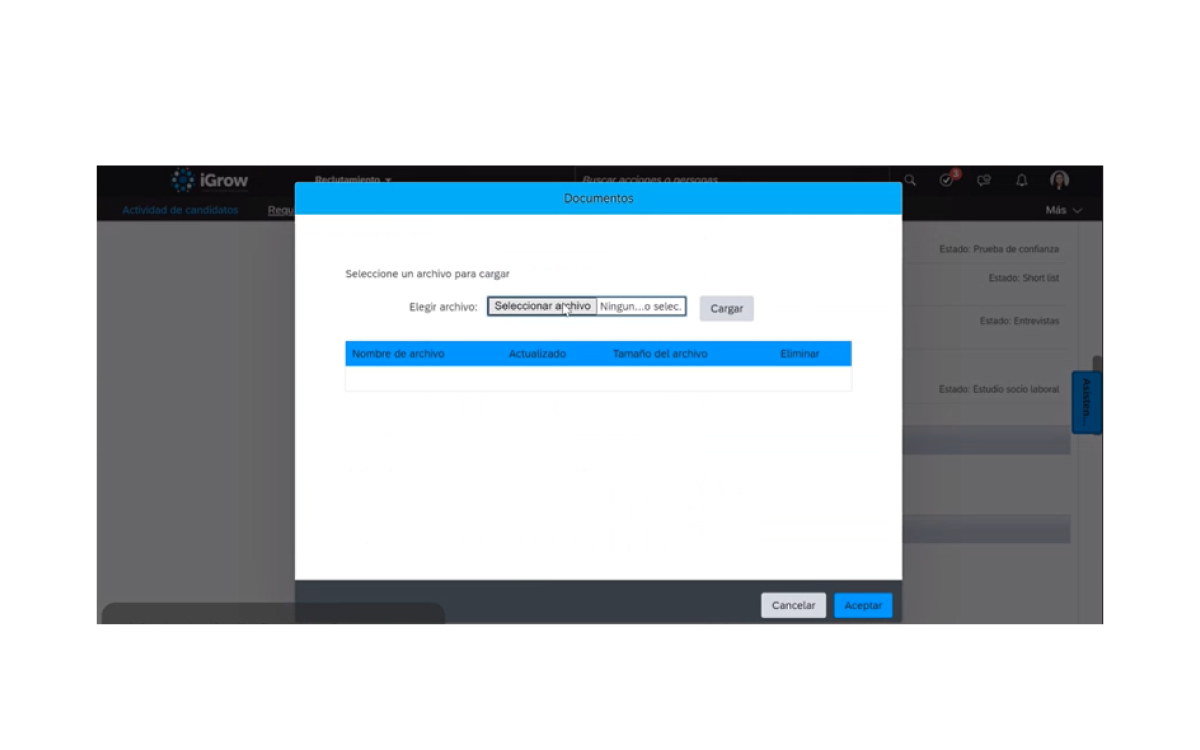 iGrow
Reclutamiento
Buscar acciones o personas
3
Actividad de candidatos
Requi
Más
Documentos
Seleccione un archivo para cargar
Elegir archivo: Seleccionar archivo Ningun...o selec. Cargar
Nombre de archivo Actualizado Tamaño del archivo Eliminar
Estado: Prueba de confianza
Estado: Short list
Estado: Entrevistas
Estado: Estudio socio laboral
Asisten...
Cancelar Aceptar